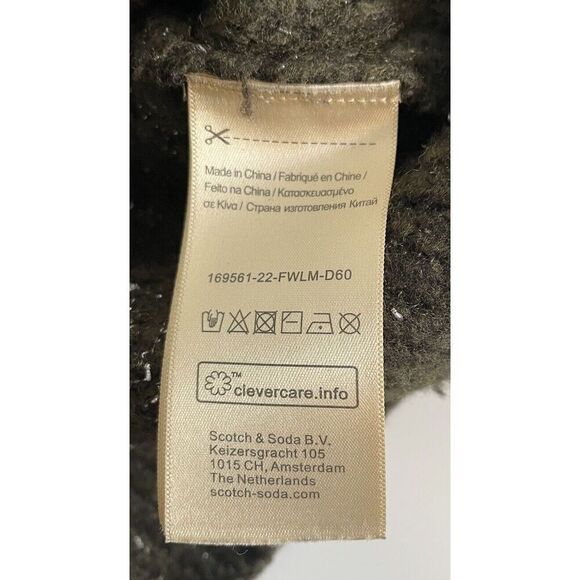 Made in China / Fabriqué en Chine /
Feito na China / Κατασκευασμένο
σε Κίνα / Страна изготовления Китай
169561-22-FWLM-D60
™
clevercare.info
Scotch & Soda B.V.
Keizersgracht 105
1015 CH, Amsterdam
The Netherlands
scotch-soda.com